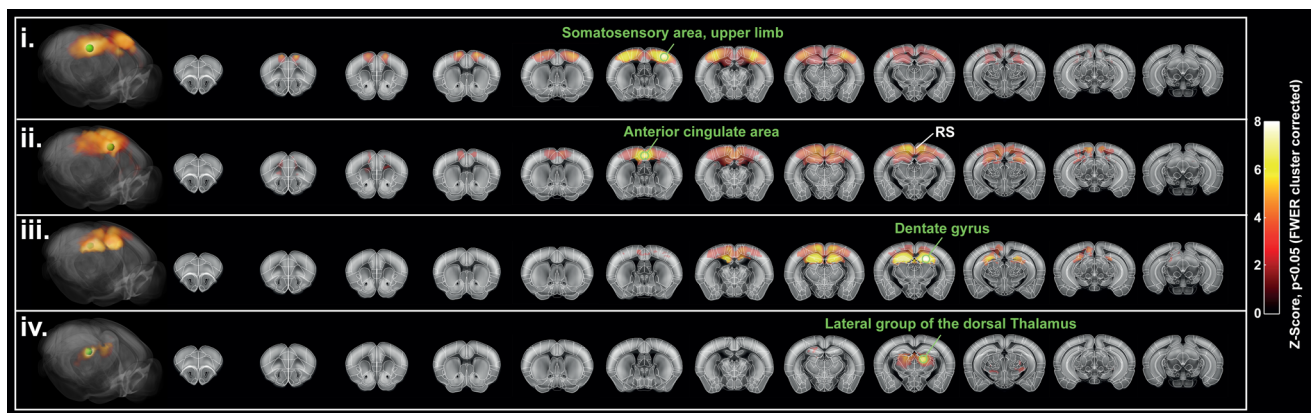 i.
Somatosensory area, upper limb
ii.
Anterior cingulate area
RS
iii.
Dentate gyrus
iv.
Lateral group of the dorsal Thalamus
8
6
4
2
0
Z-Score, p<0.05 (FWER cluster corrected)